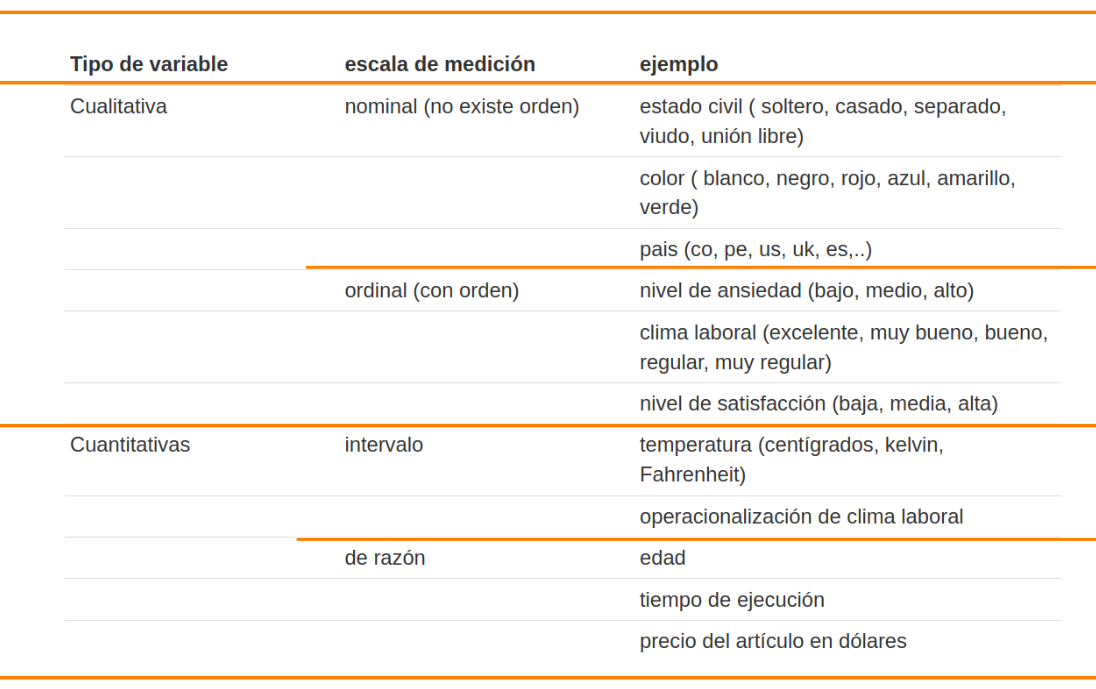 Tipo de variable escala de medición ejemplo
Cualitativa nominal (no existe orden) estado civil ( soltero, casado, separado,
viudo, unión libre)
color ( blanco, negro, rojo, azul, amarillo,
verde)
pais (co, pe, us, uk, es,..)
ordinal (con orden) nivel de ansiedad (bajo, medio, alto)
clima laboral (excelente, muy bueno, bueno,
regular, muy regular)
nivel de satisfacción (baja, media, alta)
Cuantitativas intervalo temperatura (centígrados, kelvin,
Fahrenheit)
operacionalización de clima laboral
de razón edad
tiempo de ejecución
precio del artículo en dólares